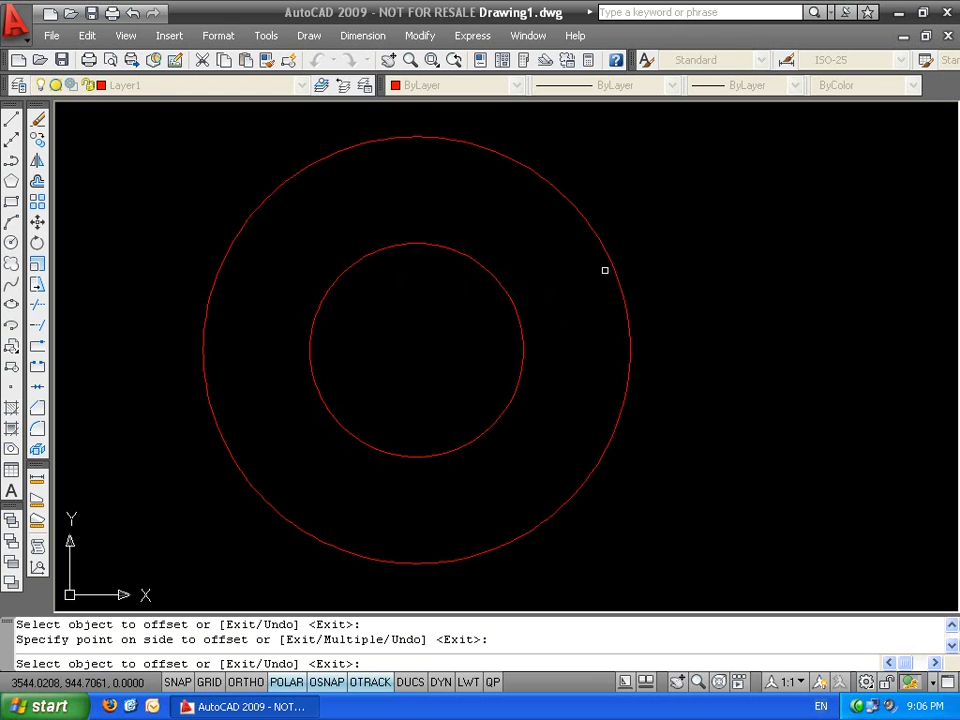 AutoCAD 2009 - NOT FOR RESALE Drawing1.dwg
Type a keyword or phrase
File Edit View Insert Format Tools Draw Dimension Modify Express Window Help
Standard ISO-25 Stan
Layer1 ByLayer ByLayer ByLayer ByColor
A
Y
X
Select object to offset or [Exit/Undo] <Exit>:
Specify point on side to offset or [Exit/Multiple/Undo] <Exit>:
Select object to offset or [Exit/Undo] <Exit>:
3544.0208, 944.7061, 0.0000 SNAP GRID ORTHO POLAR OSNAP OTRACK DUCS DYN LWT QP 1:1
start AutoCAD 2009 - NOT... EN 9:06 PM